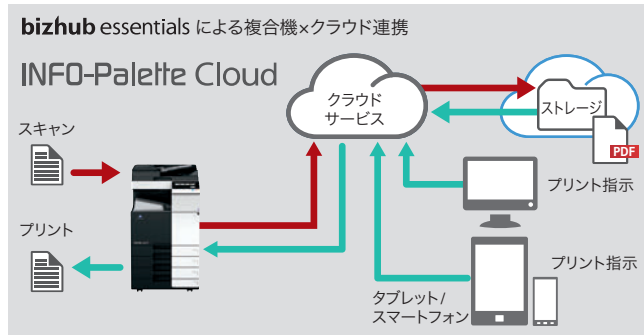 bizhub essentials による複合機×クラウド連携
INFO-Palette Cloud
クラウド
サービス
ストレージ
PDF
スキャン
プリント
プリント指示
プリント指示
タブレット/
スマートフォン